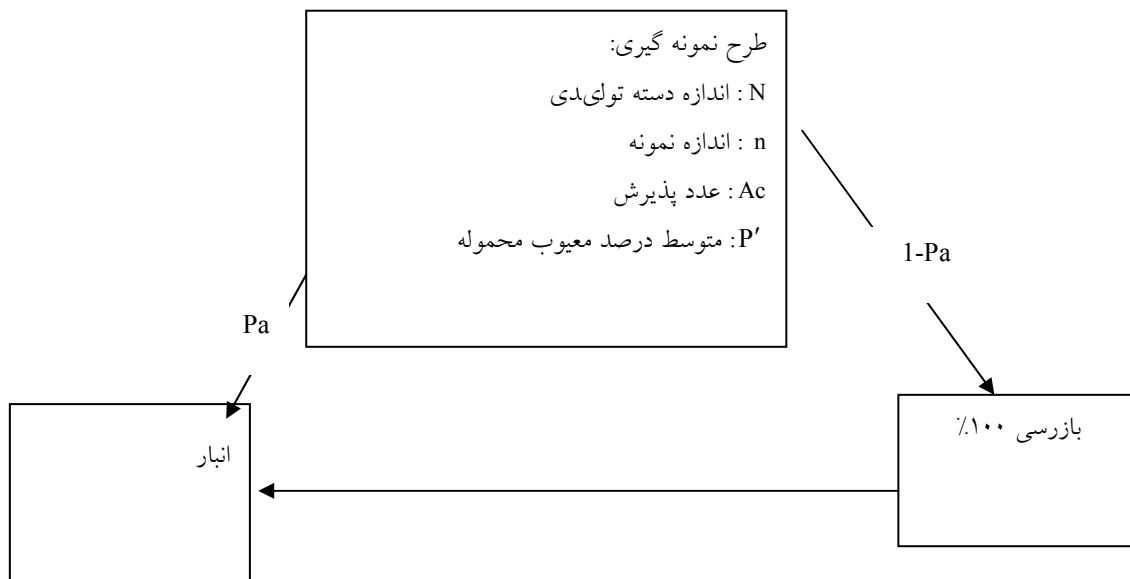 طرح نمونه گیری:
N : اندازه دسته تولیدی
n : اندازه نمونه
Ac : عدد پذیرش
P′: متوسط درصد معیوب محموله
1-Pa
Pa
بازرسی ۱۰۰٪
انبار